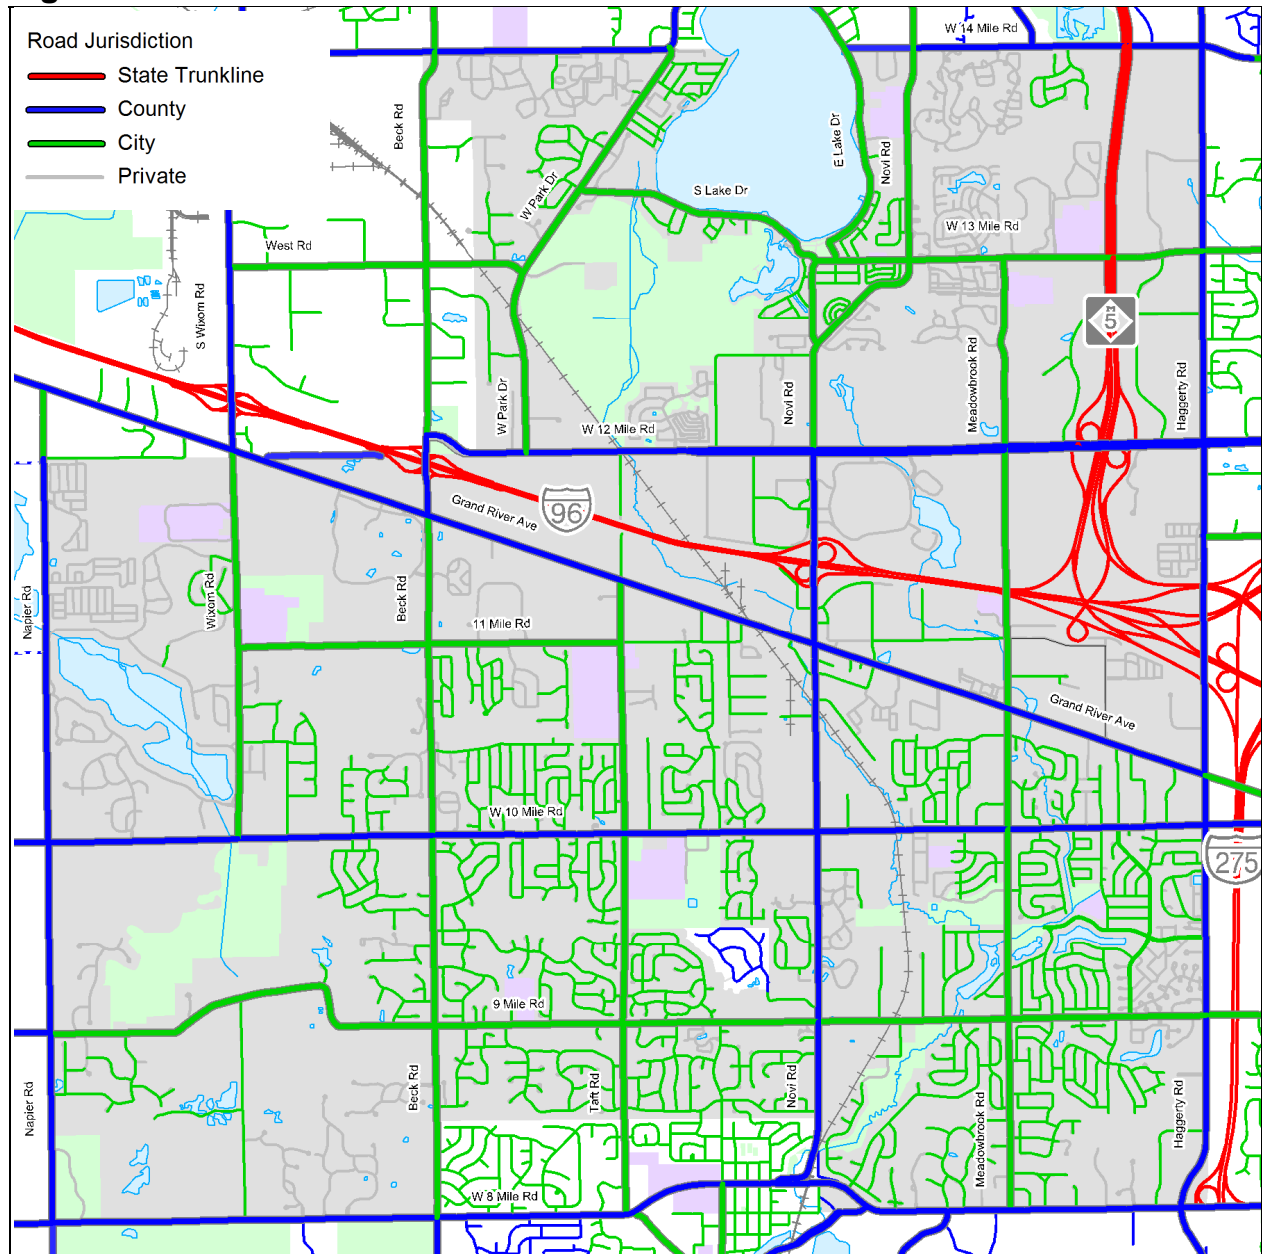 Road Jurisdiction
State Trunkline
County
City
Private
W 14 Mile Rd
Beck Rd
E Lake Dr
Novi Rd
W Park Dr
S Lake Dr
W 13 Mile Rd
West Rd
S Wixom Rd
M
5
Meadowbrook Rd
Haggerty Rd
W Park Dr
Novi Rd
W 12 Mile Rd
Grand River Ave
96
Napier Rd
Wixom Rd
Beck Rd
11 Mile Rd
Grand River Ave
W 10 Mile Rd
275
9 Mile Rd
Napier Rd
Beck Rd
Taft Rd
Novi Rd
Meadowbrook Rd
Haggerty Rd
W 8 Mile Rd